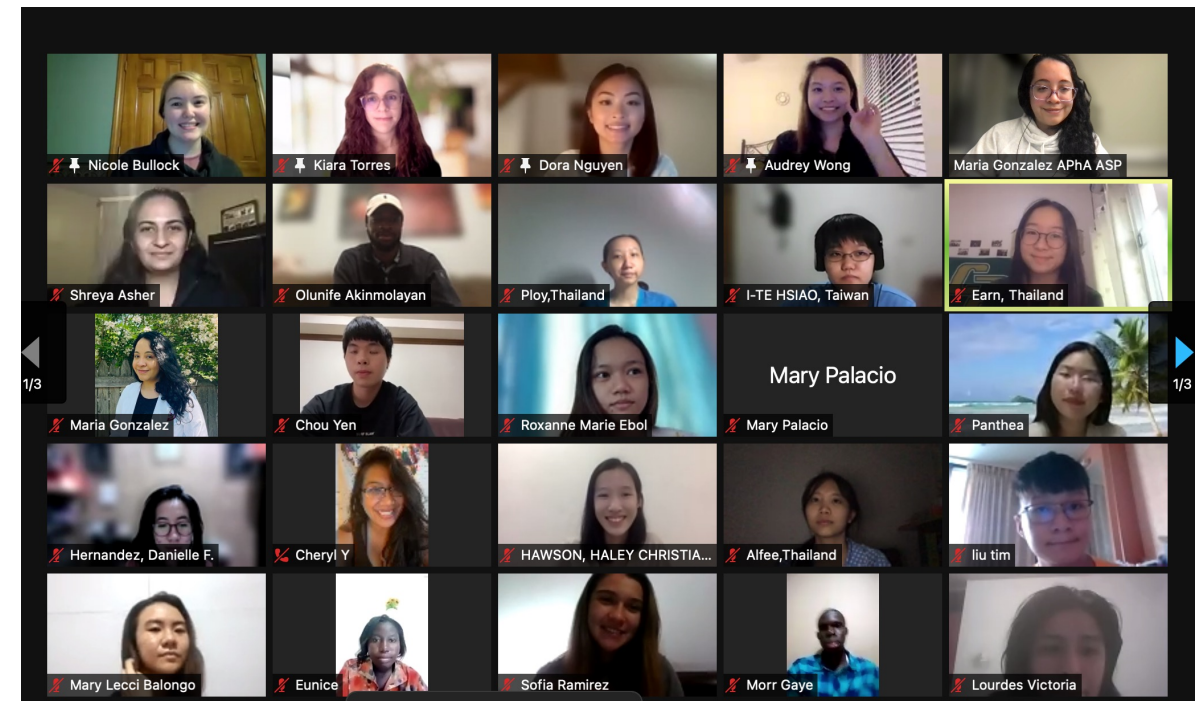 Nicole Bullock
Kiara Torres
Dora Nguyen
Audrey Wong
Maria Gonzalez APhA ASP
Shreya Asher
Olunife Akinmolayan
Ploy,Thailand
I-TE HSIAO, Taiwan
Earn, Thailand
1/3
Maria Gonzalez
Chou Yen
Roxanne Marie Ebol
Mary Palacio
Mary Palacio
Panthea
1/3
Hernandez, Danielle F.
Cheryl Y
HAWSON, HALEY CHRISTIA...
Alfee,Thailand
liu tim
Mary Lecci Balongo
Eunice
Sofia Ramirez
Morr Gaye
Lourdes Victoria